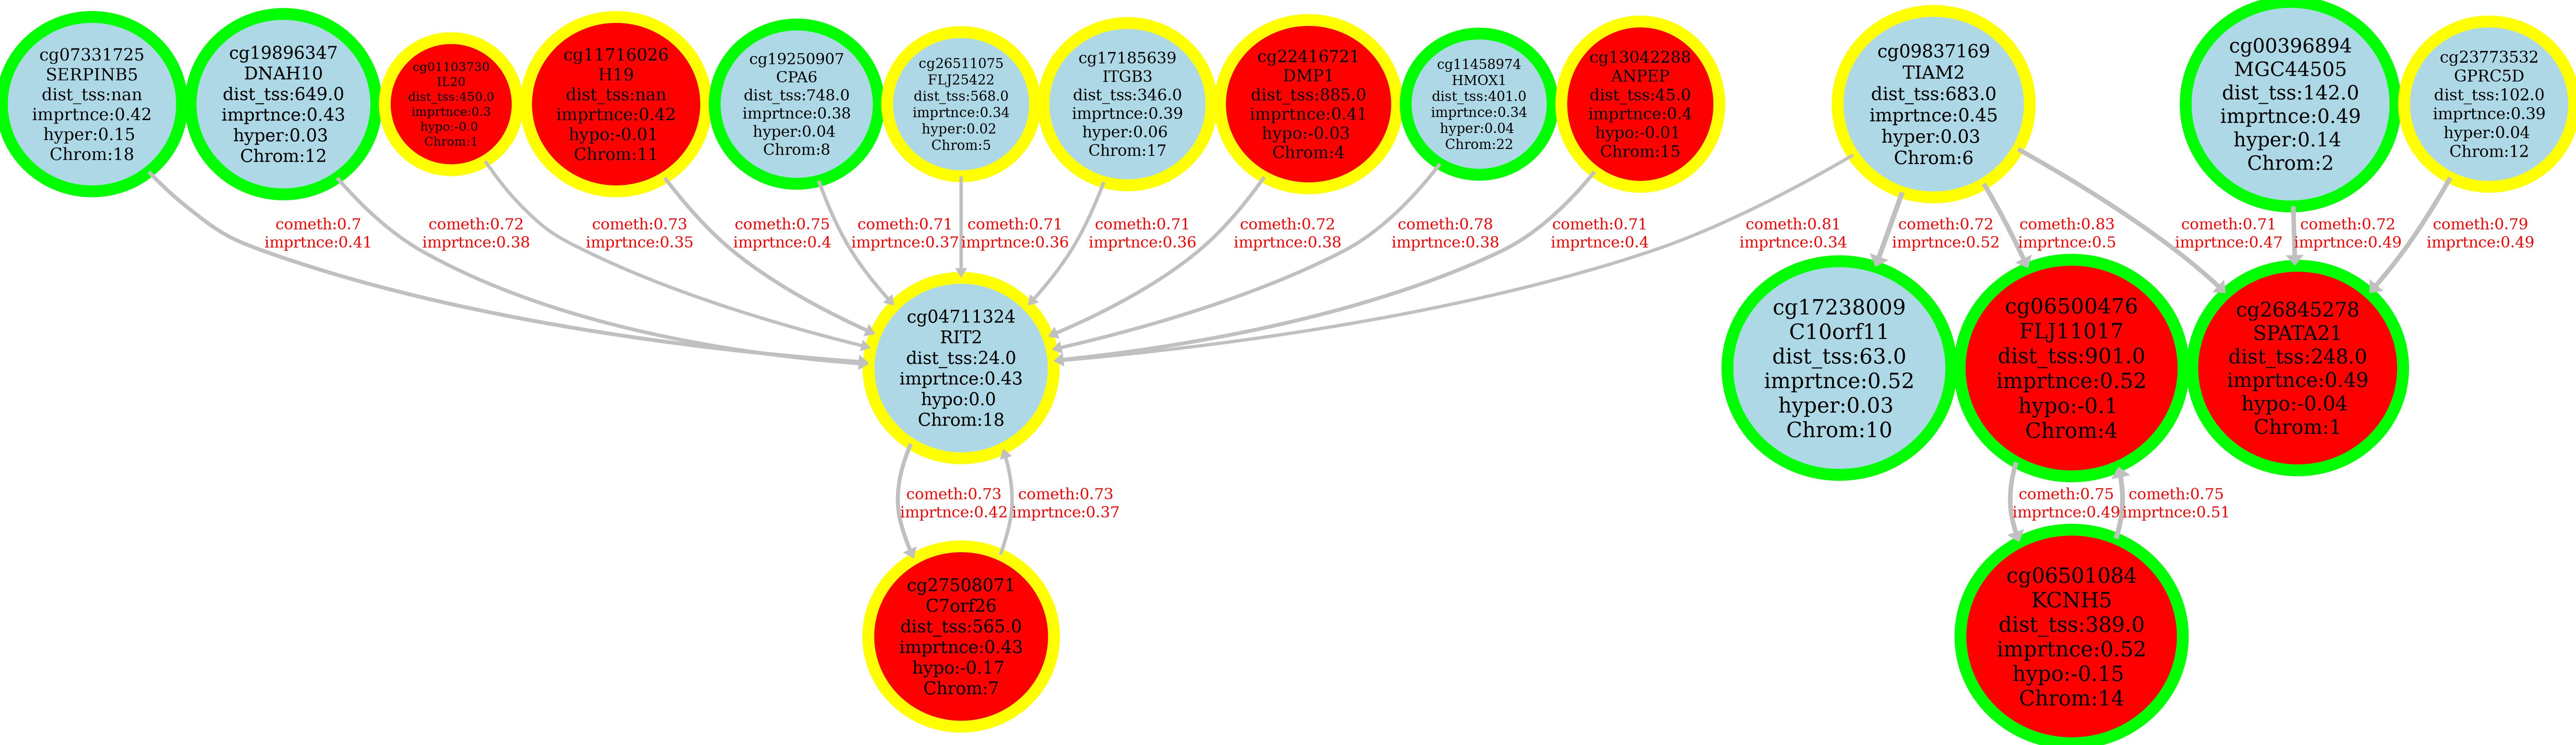 cg07331725
SERPINB5
dist_tss:nan
imprtnce:0.42
hyper:0.15
Chrom:18
cg19896347
DNAH10
dist_tss:649.0
imprtnce:0.43
hyper:0.03
Chrom:12
cg01103730
IL20
dist_tss:450.0
imprtnce:0.3
hypo:-0.0
Chrom:1
cg11716026
H19
dist_tss:nan
imprtnce:0.42
hypo:-0.01
Chrom:11
cg19250907
CPA6
dist_tss:748.0
imprtnce:0.38
hyper:0.04
Chrom:8
cg26511075
FLJ25422
dist_tss:568.0
imprtnce:0.34
hyper:0.02
Chrom:5
cg17185639
ITGB3
dist_tss:346.0
imprtnce:0.39
hyper:0.06
Chrom:17
cg22416721
DMP1
dist_tss:885.0
imprtnce:0.41
hypo:-0.03
Chrom:4
cg11458974
HMOX1
dist_tss:401.0
imprtnce:0.34
hyper:0.04
Chrom:22
cg13042288
ANPEP
dist_tss:45.0
imprtnce:0.4
hypo:-0.01
Chrom:15
cg09837169
TIAM2
dist_tss:683.0
imprtnce:0.45
hyper:0.03
Chrom:6
cg00396894
MGC44505
dist_tss:142.0
imprtnce:0.49
hyper:0.14
Chrom:2
cg23773532
GPRC5D
dist_tss:102.0
imprtnce:0.39
hyper:0.04
Chrom:12
cometh:0.7
imprtnce:0.41
cometh:0.72
imprtnce:0.38
cometh:0.73
imprtnce:0.35
cometh:0.75
imprtnce:0.4
cometh:0.71
imprtnce:0.37
cometh:0.71
imprtnce:0.36
cometh:0.71
imprtnce:0.36
cometh:0.72
imprtnce:0.38
cometh:0.78
imprtnce:0.38
cometh:0.71
imprtnce:0.4
cometh:0.81
imprtnce:0.34
cometh:0.72
imprtnce:0.52
cometh:0.83
imprtnce:0.5
cometh:0.71
imprtnce:0.47
cometh:0.72
imprtnce:0.49
cometh:0.79
imprtnce:0.49
cg04711324
RIT2
dist_tss:24.0
imprtnce:0.43
hypo:0.0
Chrom:18
cg17238009
C10orf11
dist_tss:63.0
imprtnce:0.52
hyper:0.03
Chrom:10
cg06500476
FLJ11017
dist_tss:901.0
imprtnce:0.52
hypo:-0.1
Chrom:4
cg26845278
SPATA21
dist_tss:248.0
imprtnce:0.49
hypo:-0.04
Chrom:1
cometh:0.73
imprtnce:0.42
cometh:0.73
imprtnce:0.37
cometh:0.75
imprtnce:0.49
cometh:0.75
imprtnce:0.51
cg27508071
C7orf26
dist_tss:565.0
imprtnce:0.43
hypo:-0.17
Chrom:7
cg06501084
KCNH5
dist_tss:389.0
imprtnce:0.52
hypo:-0.15
Chrom:14